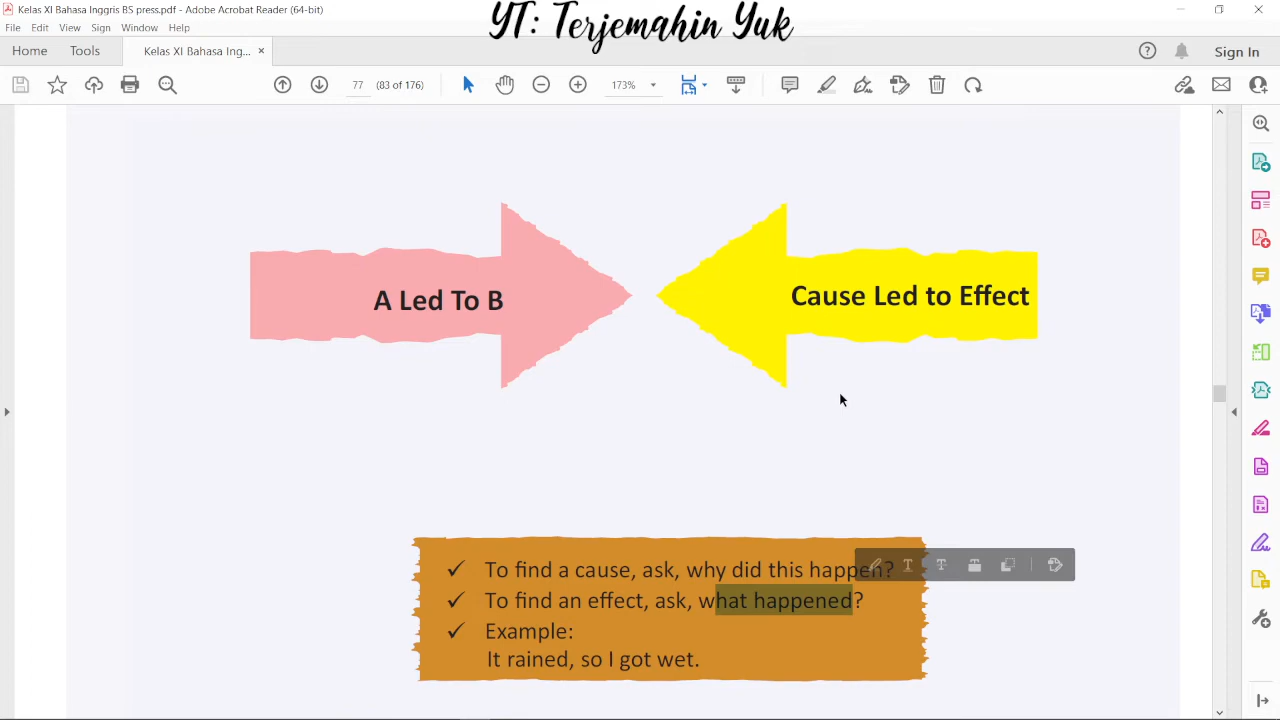 Kelas XI Bahasa Inggris BS press.pdf - Adobe Acrobat Reader (64-bit)
YT: Terjemahin Yuk
File Edit View Sign Window Help
Home Tools Kelas XI Bahasa Ing... × Sign In
77 (83 of 176) 173%
A Led To B
Cause Led to Effect
✓ To find a cause, ask, why did this happen?
✓ To find an effect, ask, what happened?
✓ Example:
It rained, so I got wet.